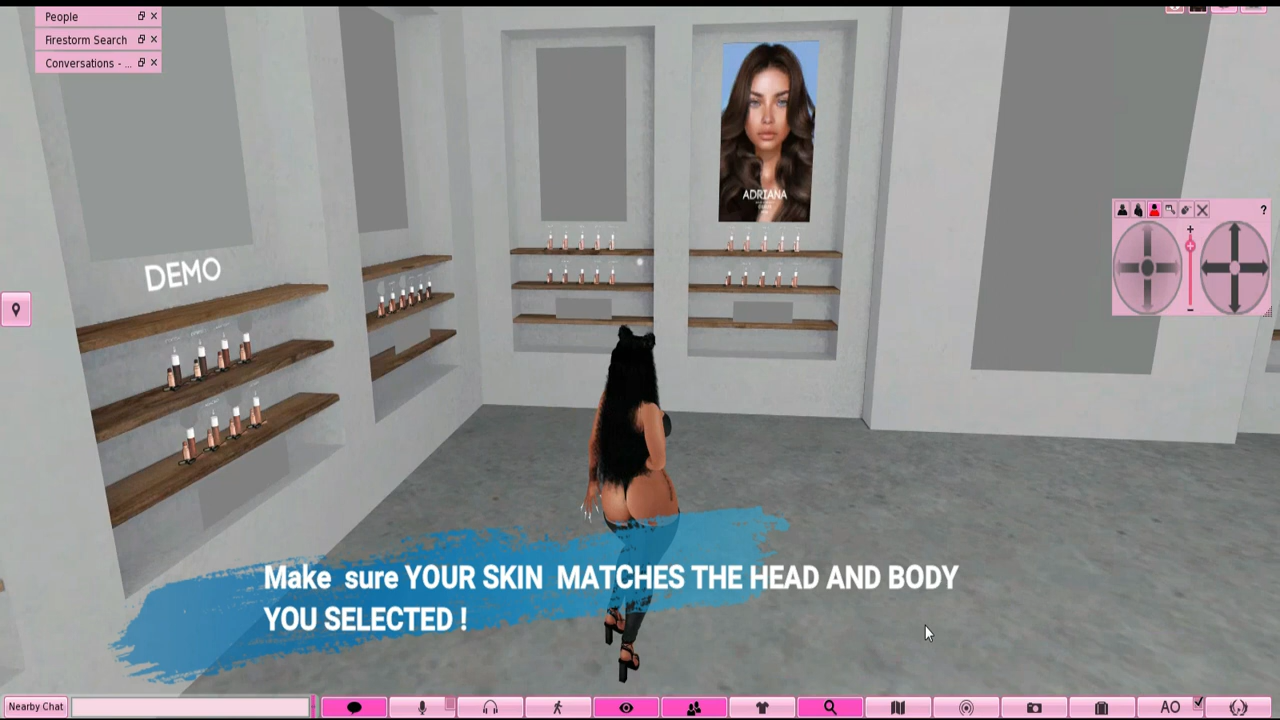 People
Firestorm Search
Conversations - ...
ADRIANA
DEMO
?
+
-
Make sure YOUR SKIN MATCHES THE HEAD AND BODY
YOU SELECTED !
Nearby Chat
AO